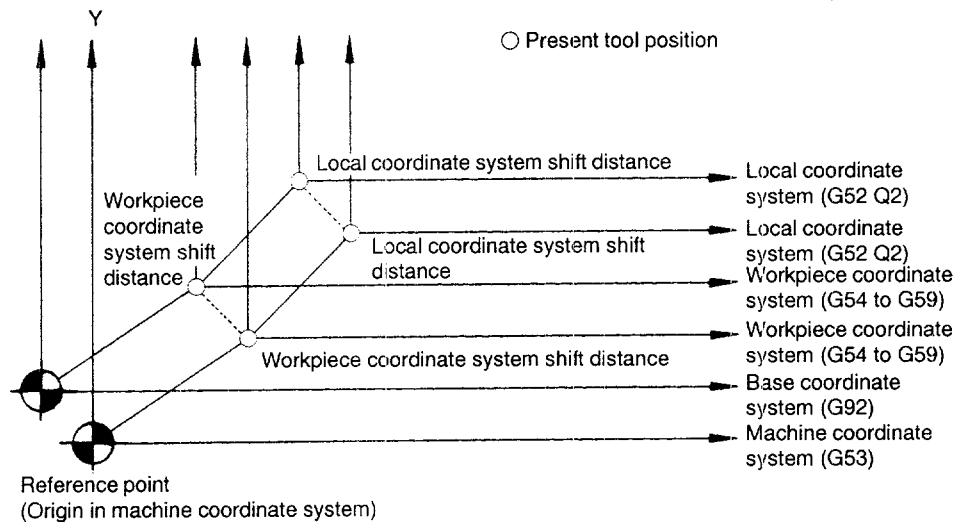 Y
Present tool position
Local coordinate system shift distance
Local coordinate
system (G52 Q2)
Workpiece
coordinate
system shift
distance
Local coordinate system shift
distance
Local coordinate
system (G52 Q2)
Workpiece coordinate
system (G54 to G59)
Workpiece coordinate
system (G54 to G59)
Workpiece coordinate system shift distance
Base coordinate
system (G92)
Machine coordinate
system (G53)
Reference point
(Origin in machine coordinate system)